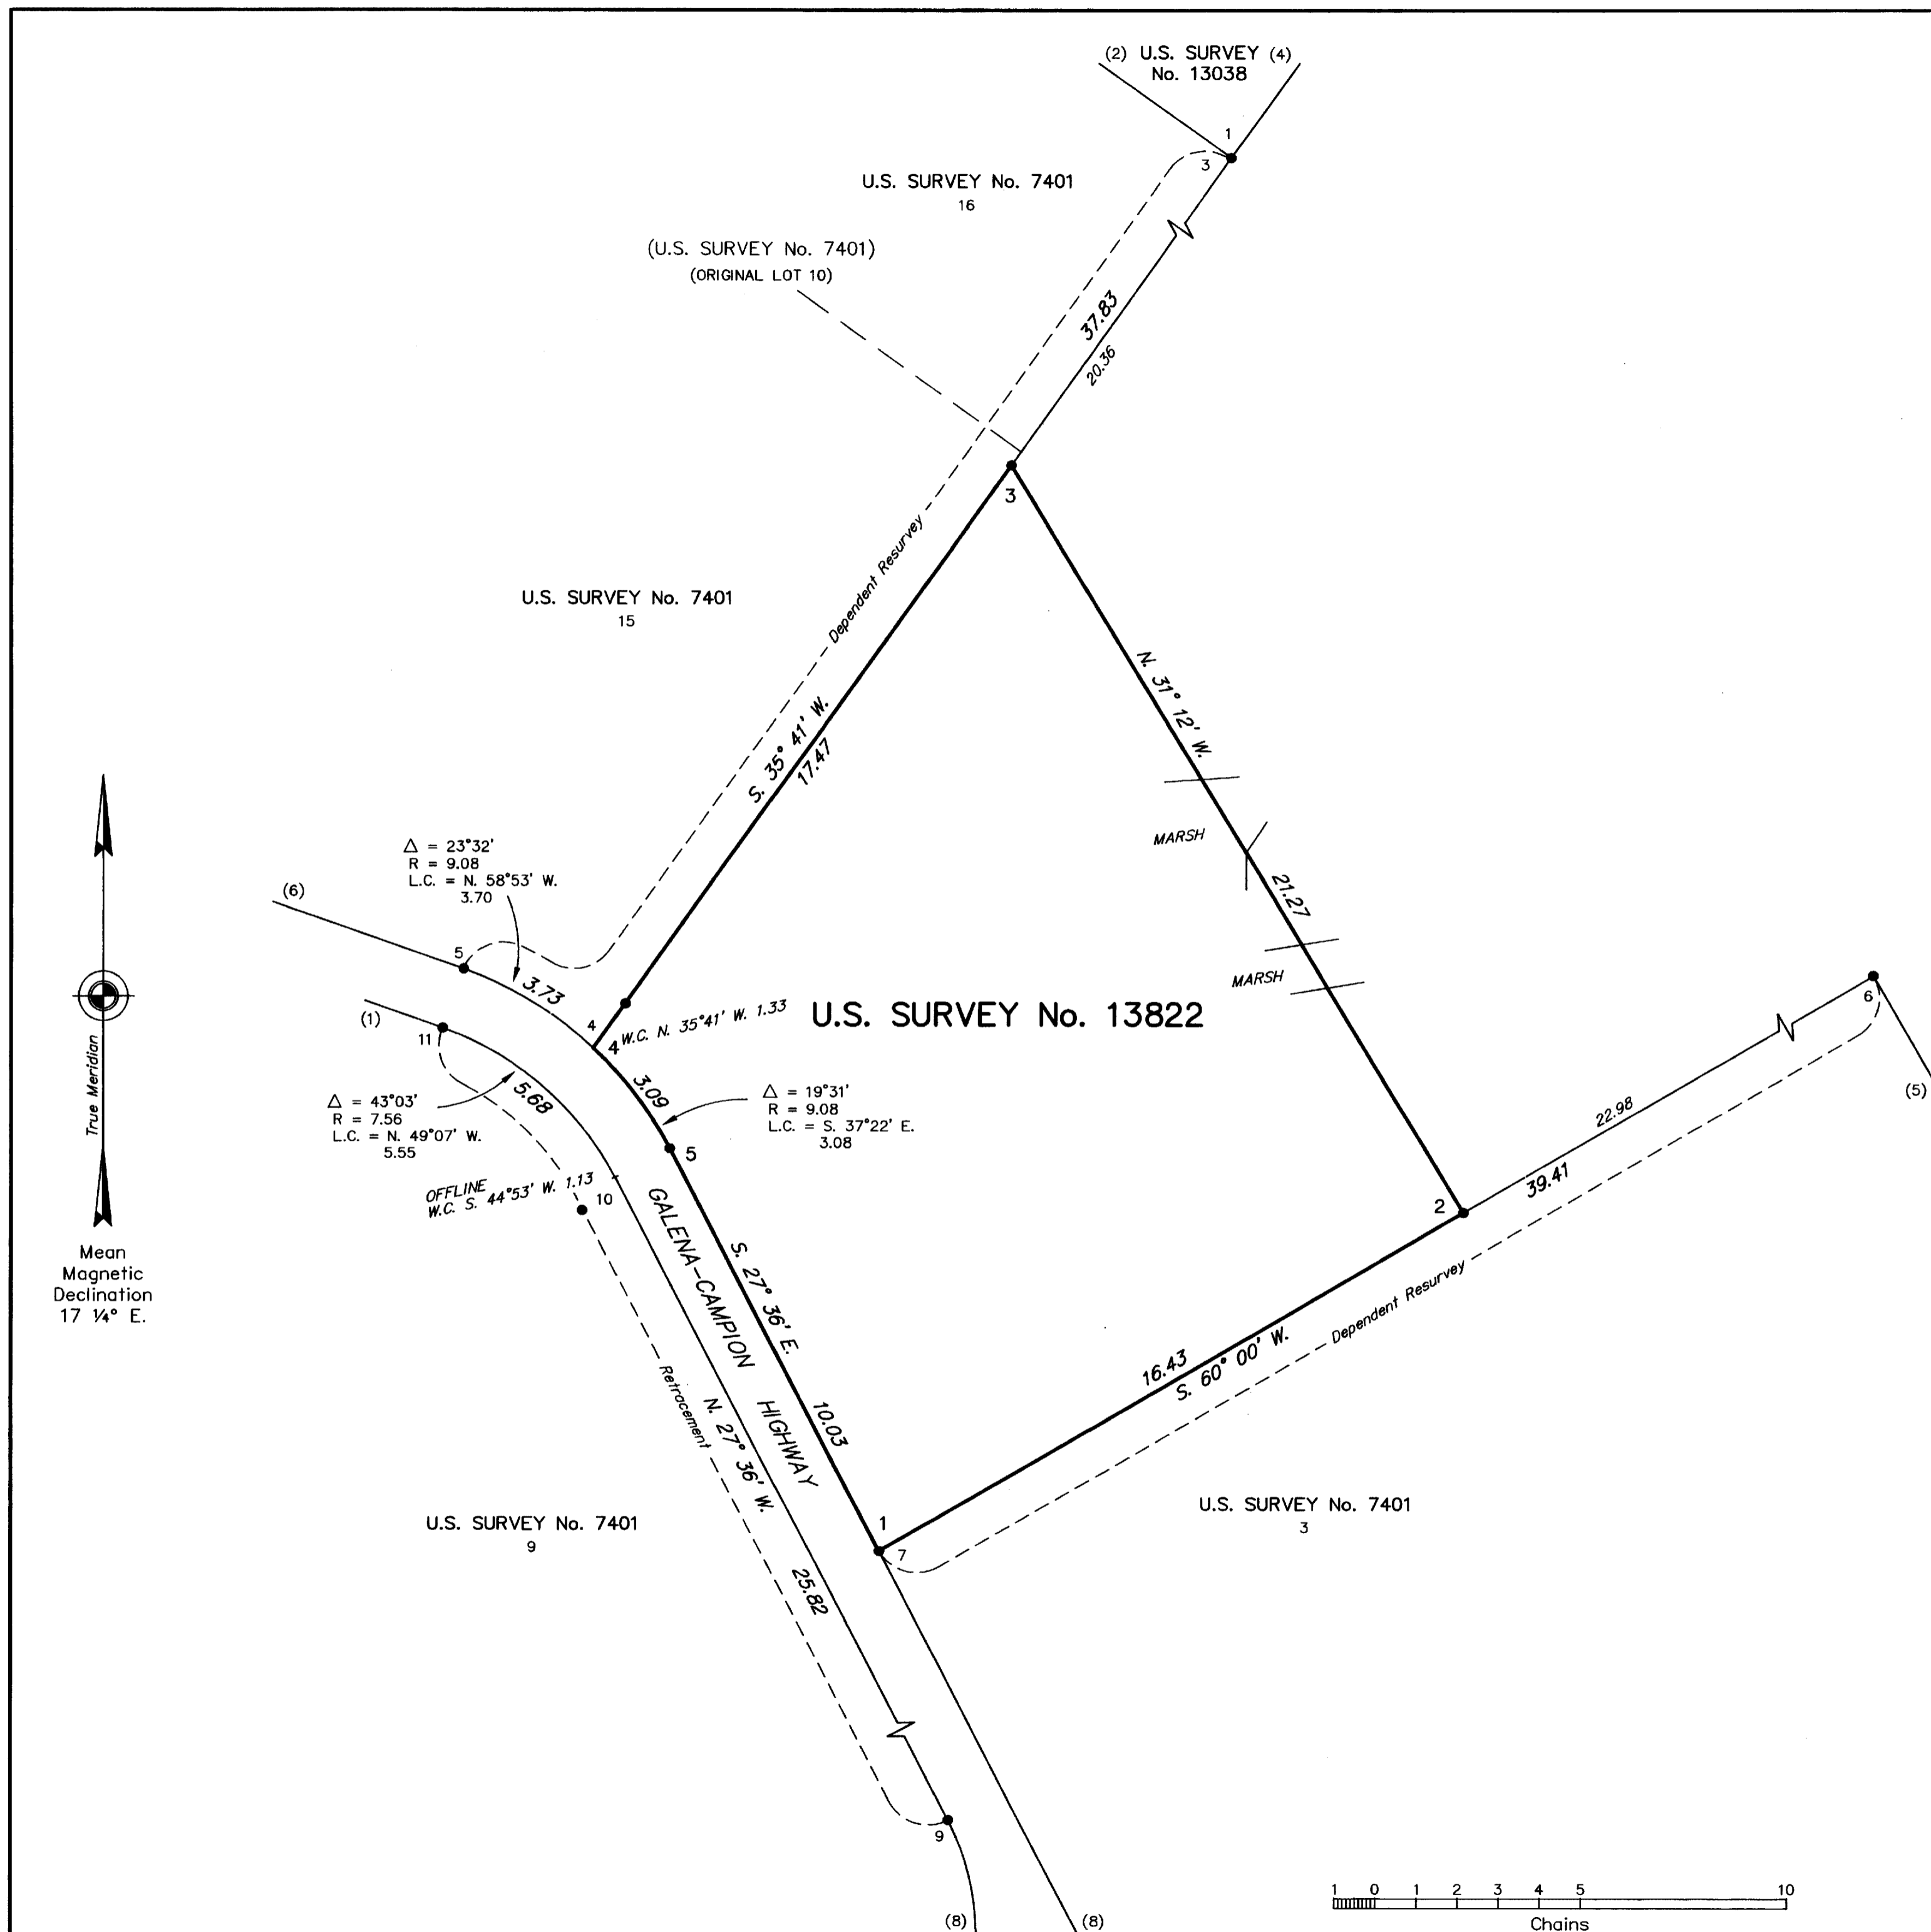 (2) U.S. SURVEY (4)
No. 13038
1
3
U.S. SURVEY No. 7401
16
(U.S. SURVEY No. 7401)
(ORIGINAL LOT 10)
37.83
20.36
3
Dependent Resurvey
U.S. SURVEY No. 7401
15
N. 31° 12' W.
S. 35° 41' W.
17.47
MARSH
21.27
Δ = 23°32'
R = 9.08
L.C. = N. 58°53' W.
3.70
(6)
5
3.73
MARSH
6
4
W.C. N. 35°41' W. 1.33
U.S. SURVEY No. 13822
(1)
11
4
True Meridian
5.68
3.09
Δ = 43°03'
R = 7.56
L.C. = N. 49°07' W.
5.55
Δ = 19°31'
R = 9.08
L.C. = S. 37°22' E.
3.08
(5)
22.98
5
39.41
OFFLINE
W.C. S. 44°53' W. 1.13
10
2
GALENA-CAMPION HIGHWAY
Mean
Magnetic
Declination
17 ¼° E.
S. 27° 36' E.
10.03
Dependent Resurvey
16.43
S. 60° 00' W.
Retracement
N. 27° 36' W.
25.82
U.S. SURVEY No. 7401
9
U.S. SURVEY No. 7401
3
1
7
9
(8)
(8)
1 0 1 2 3 4 5 10
Chains